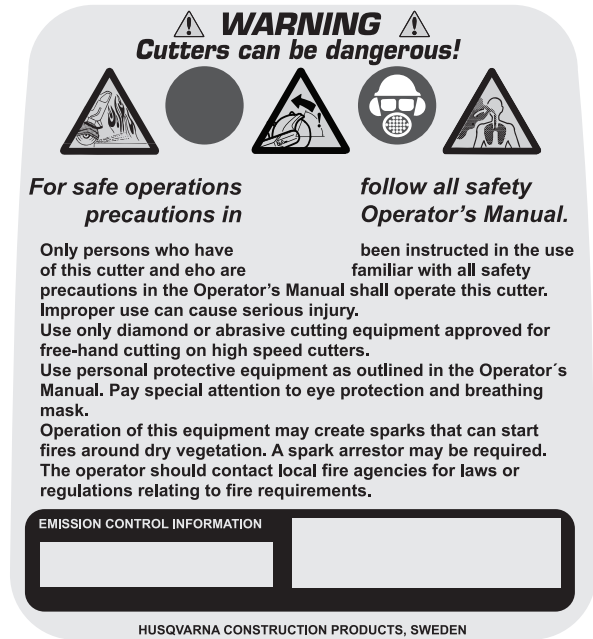 WARNING
Cutters can be dangerous!
For safe operations follow all safety
precautions in Operator’s Manual.
Only persons who have been instructed in the use
of this cutter and eho are familiar with all safety
precautions in the Operator’s Manual shall operate this cutter.
Improper use can cause serious injury.
Use only diamond or abrasive cutting equipment approved for
free-hand cutting on high speed cutters.
Use personal protective equipment as outlined in the Operator´s
Manual. Pay special attention to eye protection and breathing
mask.
Operation of this equipment may create sparks that can start
fires around dry vegetation. A spark arrestor may be required.
The operator should contact local fire agencies for laws or
regulations relating to fire requirements.
EMISSION CONTROL INFORMATION
HUSQVARNA CONSTRUCTION PRODUCTS, SWEDEN